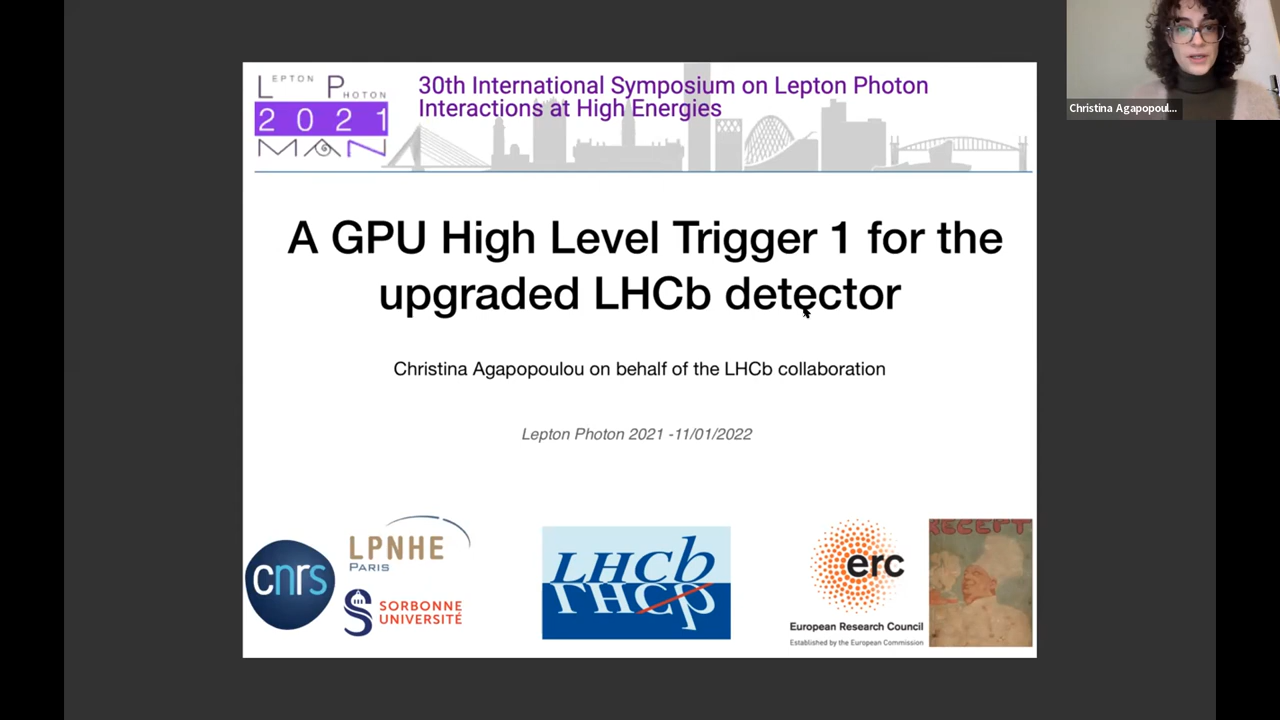 Christina Agapopoul...
LEPTON PHOTON
2021
MAN
30th International Symposium on Lepton Photon
Interactions at High Energies
A GPU High Level Trigger 1 for the
upgraded LHCb detector
Christina Agapopoulou on behalf of the LHCb collaboration
Lepton Photon 2021 -11/01/2022
cnrs
LPNHE
PARIS
SORBONNE
UNIVERSITÉ
LHCb
LHCb
erc
European Research Council
Established by the European Commission
RECEPT